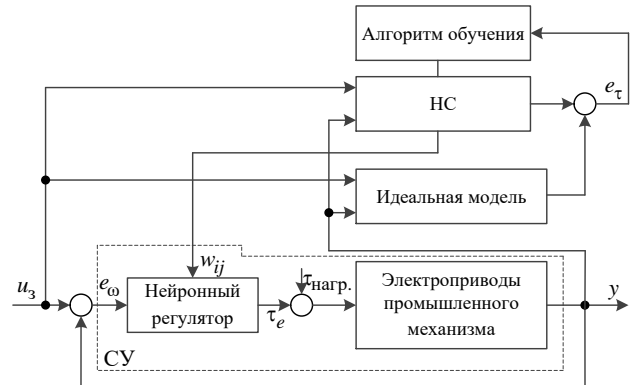 Алгоритм обучения
НС
e_τ
Идеальная модель
w_ij
u_з
e_ω
Нейронный
регулятор
τ_e
τ_нагр.
Электроприводы
промышленного
механизма
y
СУ